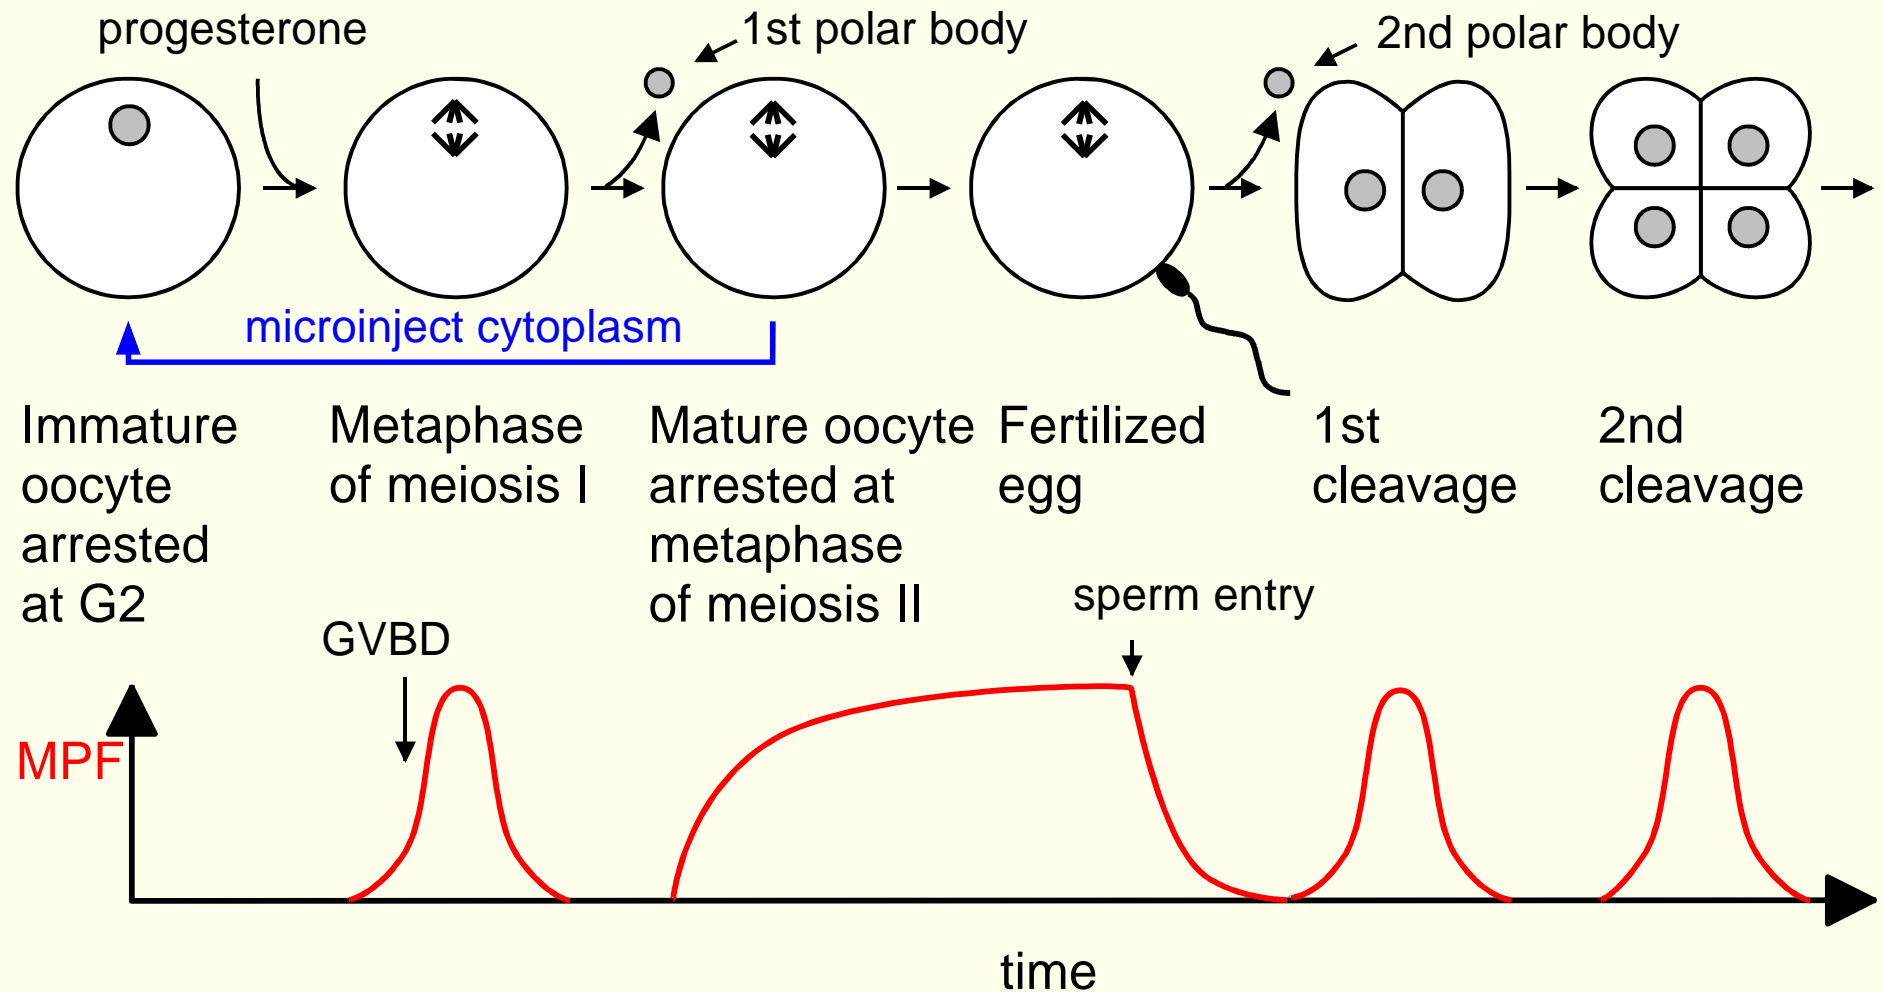 progesterone
1st polar body
2nd polar body
microinject cytoplasm
Immature
oocyte
arrested
at G2
Metaphase
of meiosis I
Mature oocyte
arrested at
metaphase
of meiosis II
Fertilized
egg
1st
cleavage
2nd
cleavage
GVBD
sperm entry
MPF
time